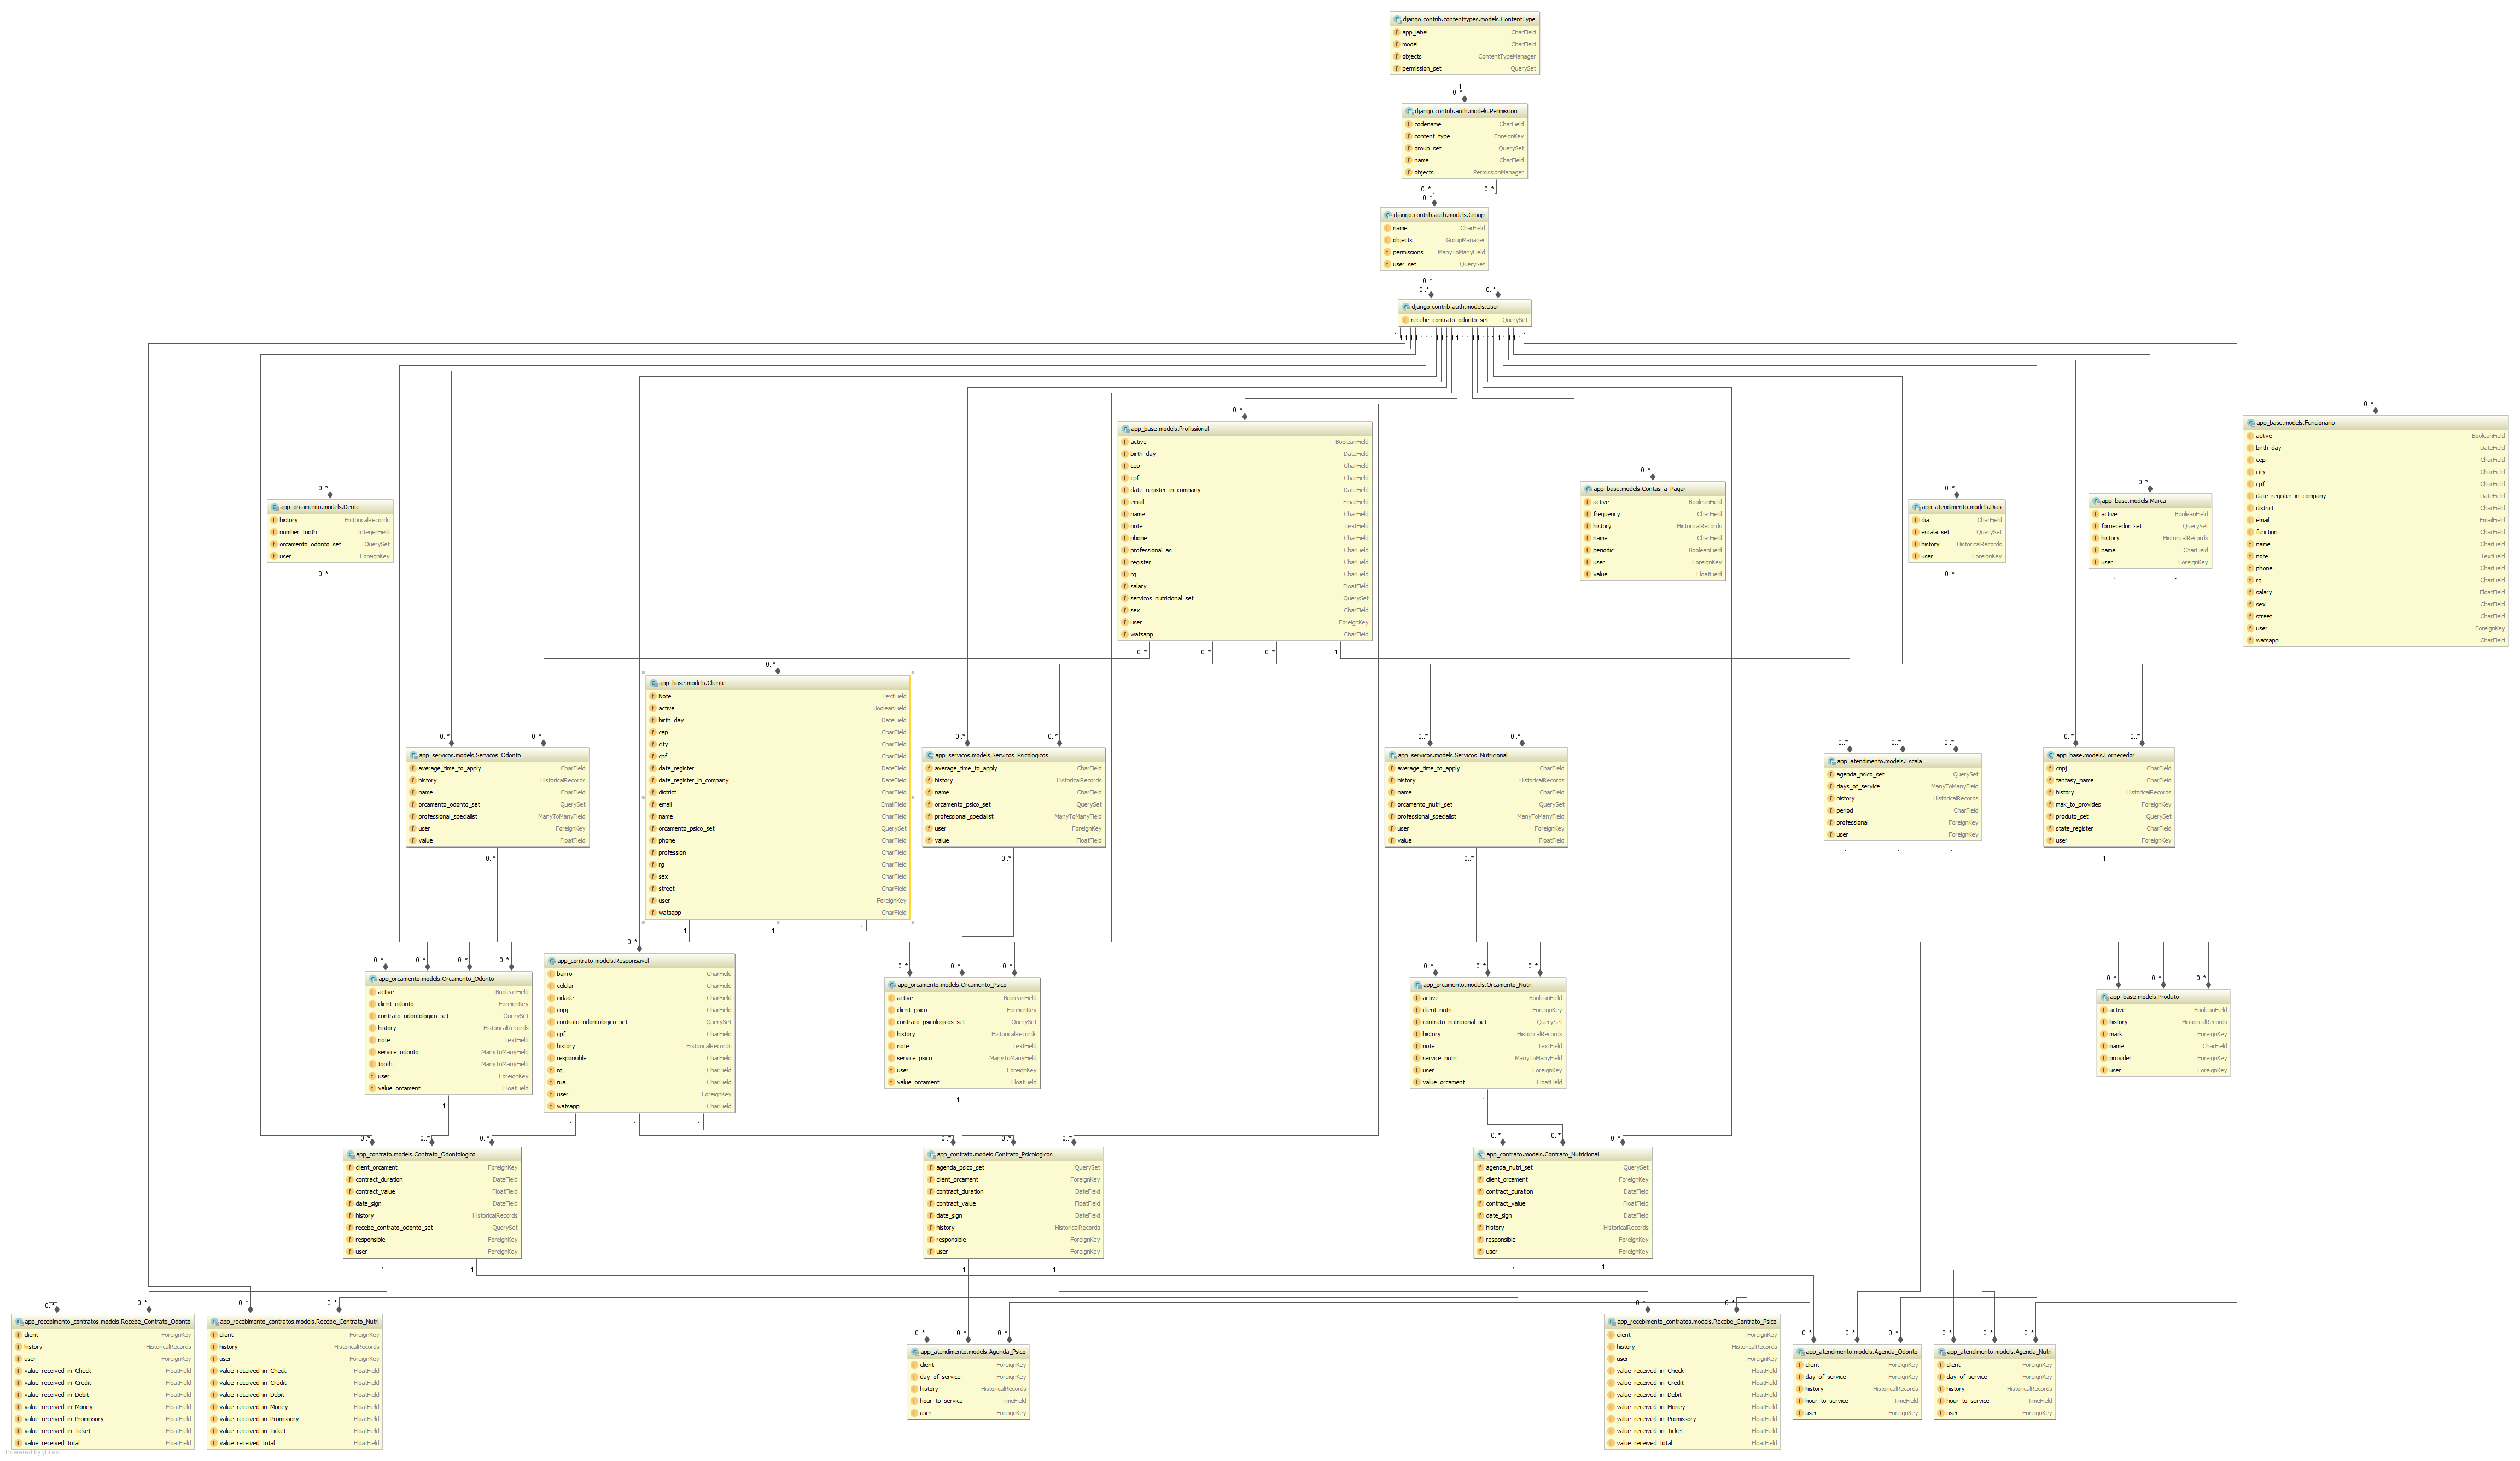 django.contrib.contenttypes.models.ContentType
app_label CharField
model CharField
objects ContentTypeManager
permission_set QuerySet
1
0..*
django.contrib.auth.models.Permission
codename CharField
content_type ForeignKey
group_set QuerySet
name CharField
objects PermissionManager
0..* 0..*
0..*
django.contrib.auth.models.Group
name CharField
objects GroupManager
permissions ManyToManyField
user_set QuerySet
0..*
0..* 0..*
django.contrib.auth.models.User
recebe_contrato_odonto_set QuerySet
app_base.models.Profissional
active BooleanField
birth_day DateField
cep CharField
cpf CharField
date_register_in_company DateField
email EmailField
name CharField
note TextField
phone CharField
professional_as CharField
register CharField
rg CharField
salary FloatField
servicos_nutricional_set QuerySet
sex CharField
user ForeignKey
watsapp CharField
app_base.models.Funcionario
active BooleanField
birth_day DateField
cep CharField
city CharField
cpf CharField
date_register_in_company DateField
district CharField
email EmailField
function CharField
name CharField
note TextField
phone CharField
rg CharField
salary FloatField
sex CharField
street CharField
user ForeignKey
watsapp CharField
app_base.models.Contas_a_Pagar
active BooleanField
frequency CharField
history HistoricalRecords
name CharField
periodic BooleanField
user ForeignKey
value FloatField
app_orcamento.models.Dente
history HistoricalRecords
number_tooth IntegerField
orcamento_odonto_set QuerySet
user ForeignKey
app_atendimento.models.Dias
dia CharField
escala_set QuerySet
history HistoricalRecords
user ForeignKey
app_base.models.Marca
active BooleanField
fornecedor_set QuerySet
history HistoricalRecords
name CharField
user ForeignKey
app_base.models.Cliente
Note TextField
active BooleanField
birth_day DateField
cep CharField
city CharField
cpf CharField
date_register DateField
date_register_in_company DateField
district CharField
email EmailField
name CharField
orcamento_psico_set QuerySet
phone CharField
profession CharField
rg CharField
sex CharField
street CharField
user ForeignKey
watsapp CharField
app_servicos.models.Servicos_Odonto
average_time_to_apply CharField
history HistoricalRecords
name CharField
orcamento_odonto_set QuerySet
professional_specialist ManyToManyField
user ForeignKey
value FloatField
app_servicos.models.Servicos_Psicologicos
average_time_to_apply CharField
history HistoricalRecords
name CharField
orcamento_psico_set QuerySet
professional_specialist ManyToManyField
user ForeignKey
value FloatField
app_servicos.models.Servicos_Nutricional
average_time_to_apply CharField
history HistoricalRecords
name CharField
orcamento_nutri_set QuerySet
professional_specialist ManyToManyField
user ForeignKey
value FloatField
app_atendimento.models.Escala
agenda_psico_set QuerySet
days_of_service ManyToManyField
history HistoricalRecords
period CharField
professional ForeignKey
user ForeignKey
app_base.models.Fornecedor
cnpj CharField
fantasy_name CharField
history HistoricalRecords
mak_to_provides ForeignKey
produto_set QuerySet
state_register CharField
user ForeignKey
app_orcamento.models.Orcamento_Odonto
active BooleanField
client_odonto ForeignKey
contrato_odontologico_set QuerySet
history HistoricalRecords
note TextField
service_odonto ManyToManyField
tooth ManyToManyField
user ForeignKey
value_orcament FloatField
app_contrato.models.Responsavel
bairro CharField
celular CharField
cidade CharField
cnpj CharField
contrato_odontologico_set QuerySet
cpf CharField
history HistoricalRecords
responsible CharField
rg CharField
rua CharField
user ForeignKey
watsapp CharField
app_orcamento.models.Orcamento_Psico
active BooleanField
client_psico ForeignKey
contrato_psicologicos_set QuerySet
history HistoricalRecords
note TextField
service_psico ManyToManyField
user ForeignKey
value_orcament FloatField
app_orcamento.models.Orcamento_Nutri
active BooleanField
client_nutri ForeignKey
contrato_nutricional_set QuerySet
history HistoricalRecords
note TextField
service_nutri ManyToManyField
user ForeignKey
value_orcament FloatField
app_base.models.Produto
active BooleanField
history HistoricalRecords
mark ForeignKey
name CharField
provider ForeignKey
user ForeignKey
app_contrato.models.Contrato_Odontologico
client_orcament ForeignKey
contract_duration DateField
contract_value FloatField
date_sign DateField
history HistoricalRecords
recebe_contrato_odonto_set QuerySet
responsible ForeignKey
user ForeignKey
app_contrato.models.Contrato_Psicologicos
agenda_psico_set QuerySet
client_orcament ForeignKey
contract_duration DateField
contract_value FloatField
date_sign DateField
history HistoricalRecords
responsible ForeignKey
user ForeignKey
app_contrato.models.Contrato_Nutricional
agenda_nutri_set QuerySet
client_orcament ForeignKey
contract_duration DateField
contract_value FloatField
date_sign DateField
history HistoricalRecords
responsible ForeignKey
user ForeignKey
app_recebimento_contratos.models.Recebe_Contrato_Odonto
client ForeignKey
history HistoricalRecords
user ForeignKey
value_received_in_Check FloatField
value_received_in_Credit FloatField
value_received_in_Debit FloatField
value_received_in_Money FloatField
value_received_in_Promissory FloatField
value_received_in_Ticket FloatField
value_received_total FloatField
app_recebimento_contratos.models.Recebe_Contrato_Nutri
client ForeignKey
history HistoricalRecords
user ForeignKey
value_received_in_Check FloatField
value_received_in_Credit FloatField
value_received_in_Debit FloatField
value_received_in_Money FloatField
value_received_in_Promissory FloatField
value_received_in_Ticket FloatField
value_received_total FloatField
app_atendimento.models.Agenda_Psico
client ForeignKey
day_of_service ForeignKey
history HistoricalRecords
hour_to_service TimeField
user ForeignKey
app_recebimento_contratos.models.Recebe_Contrato_Psico
client ForeignKey
history HistoricalRecords
user ForeignKey
value_received_in_Check FloatField
value_received_in_Credit FloatField
value_received_in_Debit FloatField
value_received_in_Money FloatField
value_received_in_Promissory FloatField
value_received_in_Ticket FloatField
value_received_total FloatField
app_atendimento.models.Agenda_Odonto
client ForeignKey
day_of_service ForeignKey
history HistoricalRecords
hour_to_service TimeField
user ForeignKey
app_atendimento.models.Agenda_Nutri
client ForeignKey
day_of_service ForeignKey
history HistoricalRecords
hour_to_service TimeField
user ForeignKey
Powered by yFiles